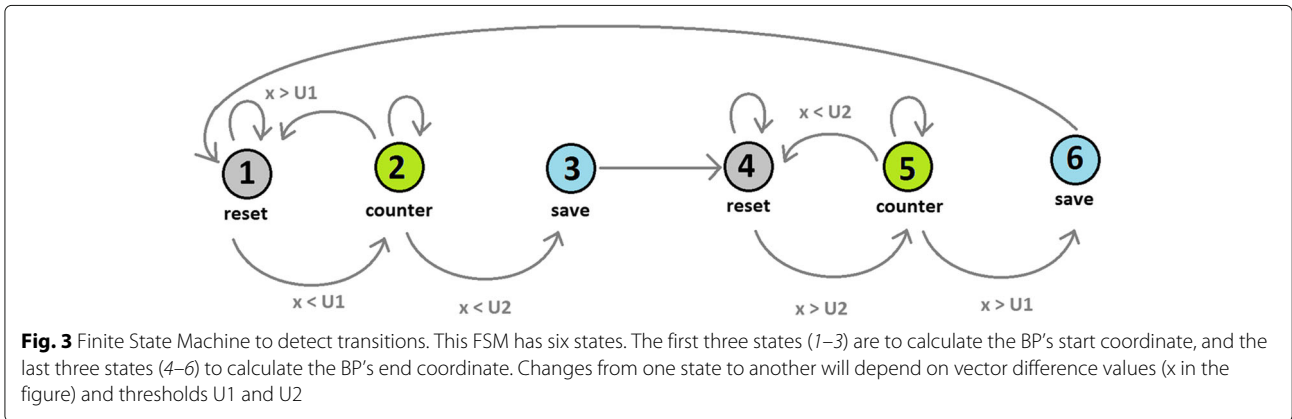 x > U1
x < U2
1
2
3
4
5
6
reset
counter
save
reset
counter
save
x < U1
x < U2
x > U2
x > U1
Fig. 3 Finite State Machine to detect transitions. This FSM has six states. The first three states (1–3) are to calculate the BP's start coordinate, and the
last three states (4–6) to calculate the BP's end coordinate. Changes from one state to another will depend on vector difference values (x in the
figure) and thresholds U1 and U2